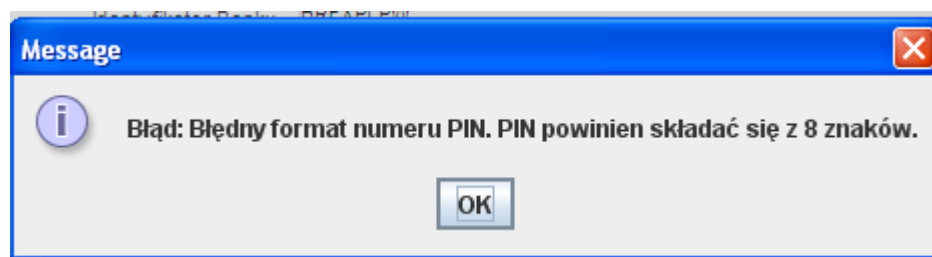 Message
Błąd: Błędny format numeru PIN. PIN powinien składać się z 8 znaków.
OK